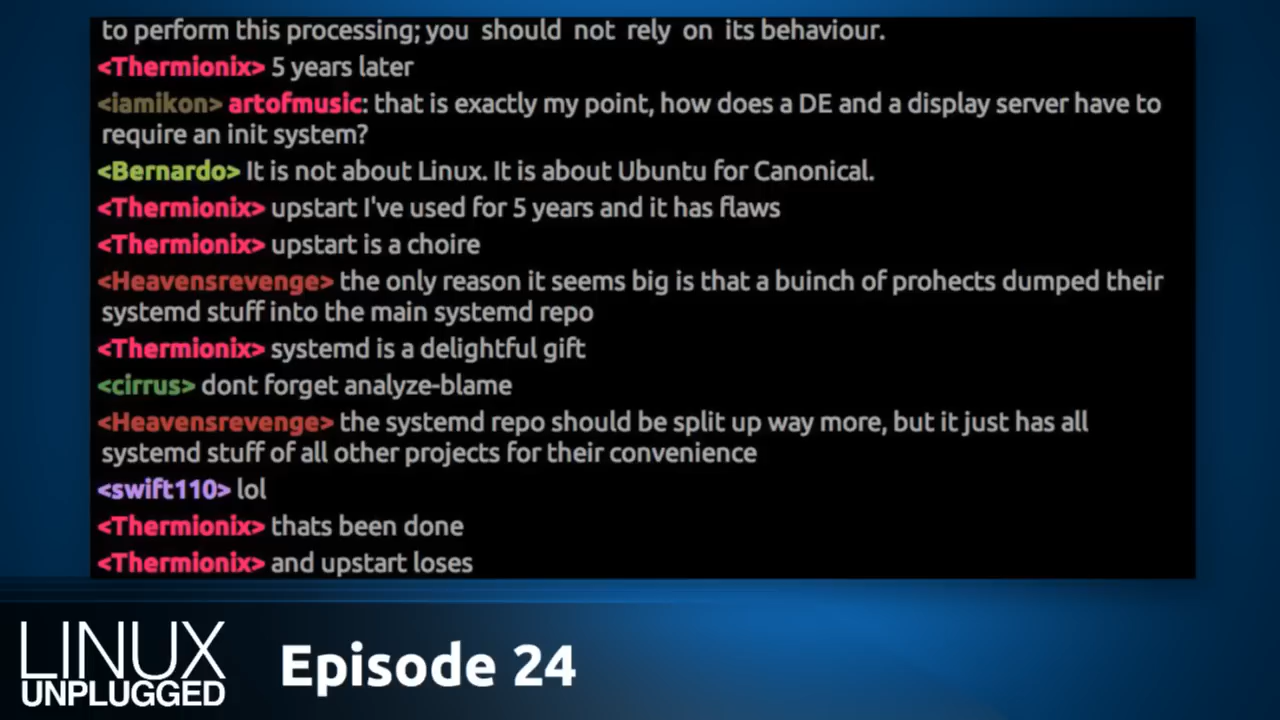 to perform this processing; you should not rely on its behaviour.
<Thermionix> 5 years later
<iamikon> artofmusic: that is exactly my point, how does a DE and a display server have to
require an init system?
<Bernardo> It is not about Linux. It is about Ubuntu for Canonical.
<Thermionix> upstart I've used for 5 years and it has flaws
<Thermionix> upstart is a choire
<Heavensrevenge> the only reason it seems big is that a buinch of prohects dumped their
systemd stuff into the main systemd repo
<Thermionix> systemd is a delightful gift
<cirrus> dont forget analyze-blame
<Heavensrevenge> the systemd repo should be split up way more, but it just has all
systemd stuff of all other projects for their convenience
<swift110> lol
<Thermionix> thats been done
<Thermionix> and upstart loses
LINUX
UNPLUGGED
Episode 24